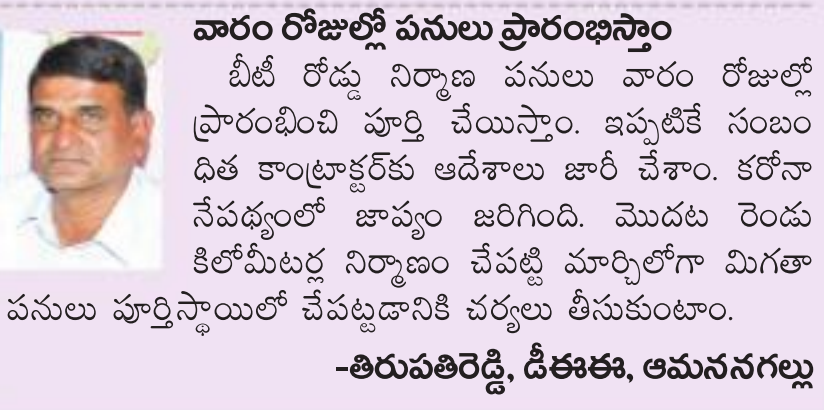 వారం రోజుల్లో పనులు ప్రారంభిస్తాం
బీటీ రోడ్డు నిర్మాణ పనులు వారం రోజుల్లో
ప్రారంభించి పూర్తి చేయిస్తాం. ఇప్పటికే సంబం
ధిత కాంట్రాక్టర్‌కు ఆదేశాలు జారీ చేశాం. కరోనా
నేపథ్యంలో జాప్యం జరిగింది. మొదట రెండు
కిలోమీటర్ల నిర్మాణం చేపట్టి మార్చిలోగా మిగతా
పనులు పూర్తిస్థాయిలో చేపట్టడానికి చర్యలు తీసుకుంటాం.
-తిరుపతిరెడ్డి, డీఈఈ, ఆమననగల్లు